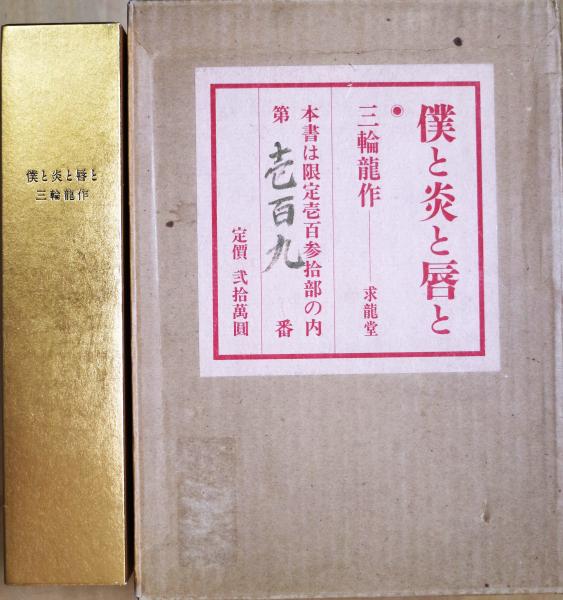 僕と炎と唇と
三輪龍作
僕と炎と唇と
三輪龍作――求龍堂
本書は限定壱百参拾部の内
第 壱百九 番
定價 弐拾萬圓